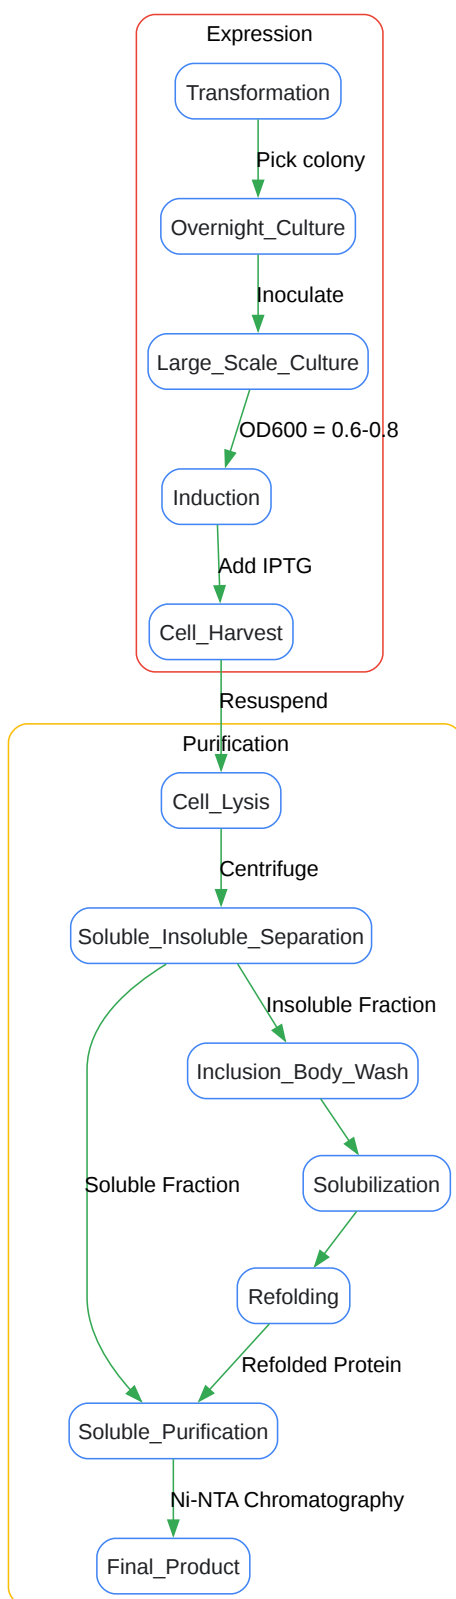 Expression
Transformation
Pick colony
Overnight_Culture
Inoculate
Large_Scale_Culture
OD600 = 0.6-0.8
Induction
Add IPTG
Cell_Harvest
Resuspend
Purification
Cell_Lysis
Centrifuge
Soluble_Insoluble_Separation
Insoluble Fraction
Inclusion_Body_Wash
Soluble Fraction
Solubilization
Refolding
Refolded Protein
Soluble_Purification
Ni-NTA Chromatography
Final_Product